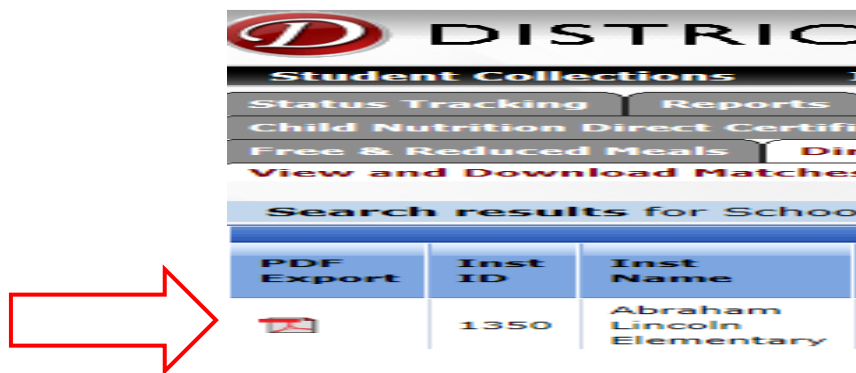 D DISTRIC
Student Collections
Status Tracking Reports
Child Nutrition Direct Certifi
Free & Reduced Meals Dir
View and Download Matches
Search results for Schoo
PDF Export Inst ID Inst Name
1350 Abraham Lincoln Elementary